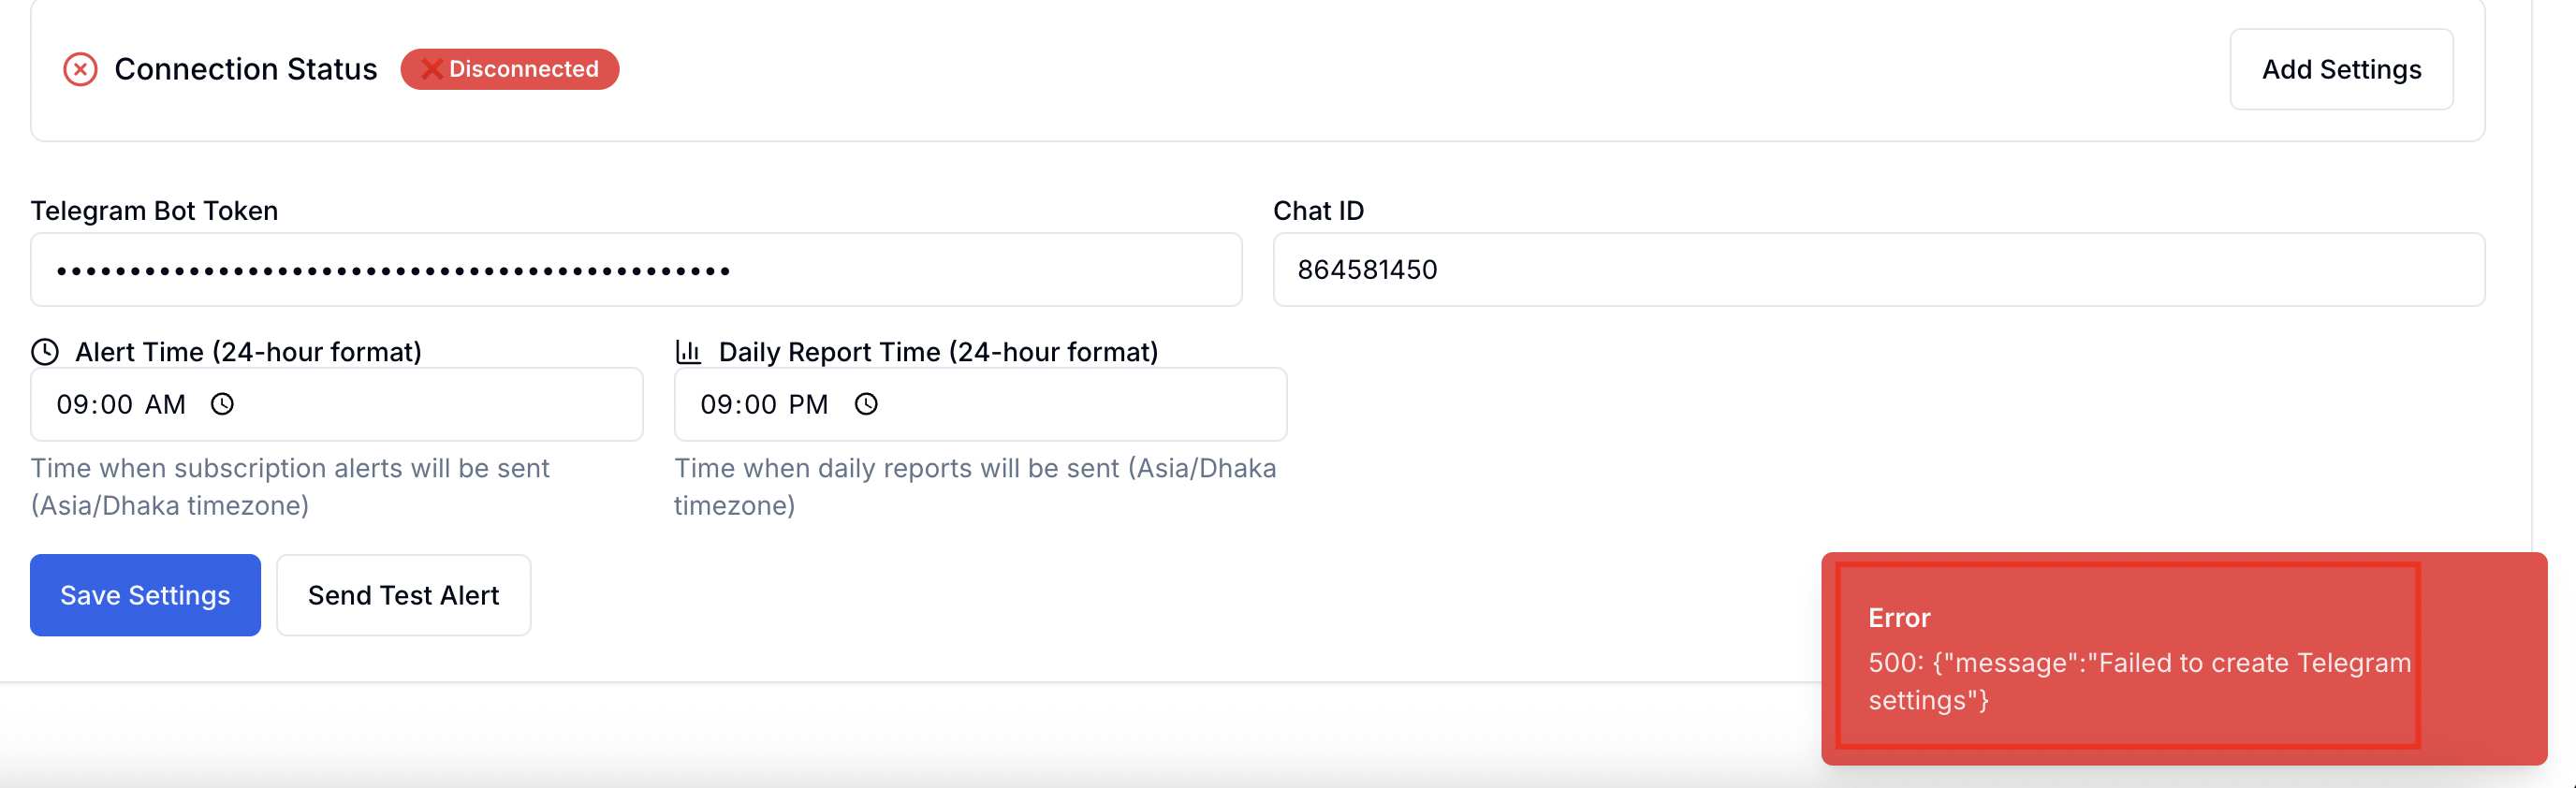 Connection Status
❌ Disconnected
Add Settings
Telegram Bot Token
••••••••••••••••••••••••••••••••••••••••••••••
Chat ID
864581450
Alert Time (24-hour format)
09:00 AM
Time when subscription alerts will be sent
(Asia/Dhaka timezone)
Daily Report Time (24-hour format)
09:00 PM
Time when daily reports will be sent (Asia/Dhaka
timezone)
Save Settings
Send Test Alert
Error
500: {"message":"Failed to create Telegram
settings"}